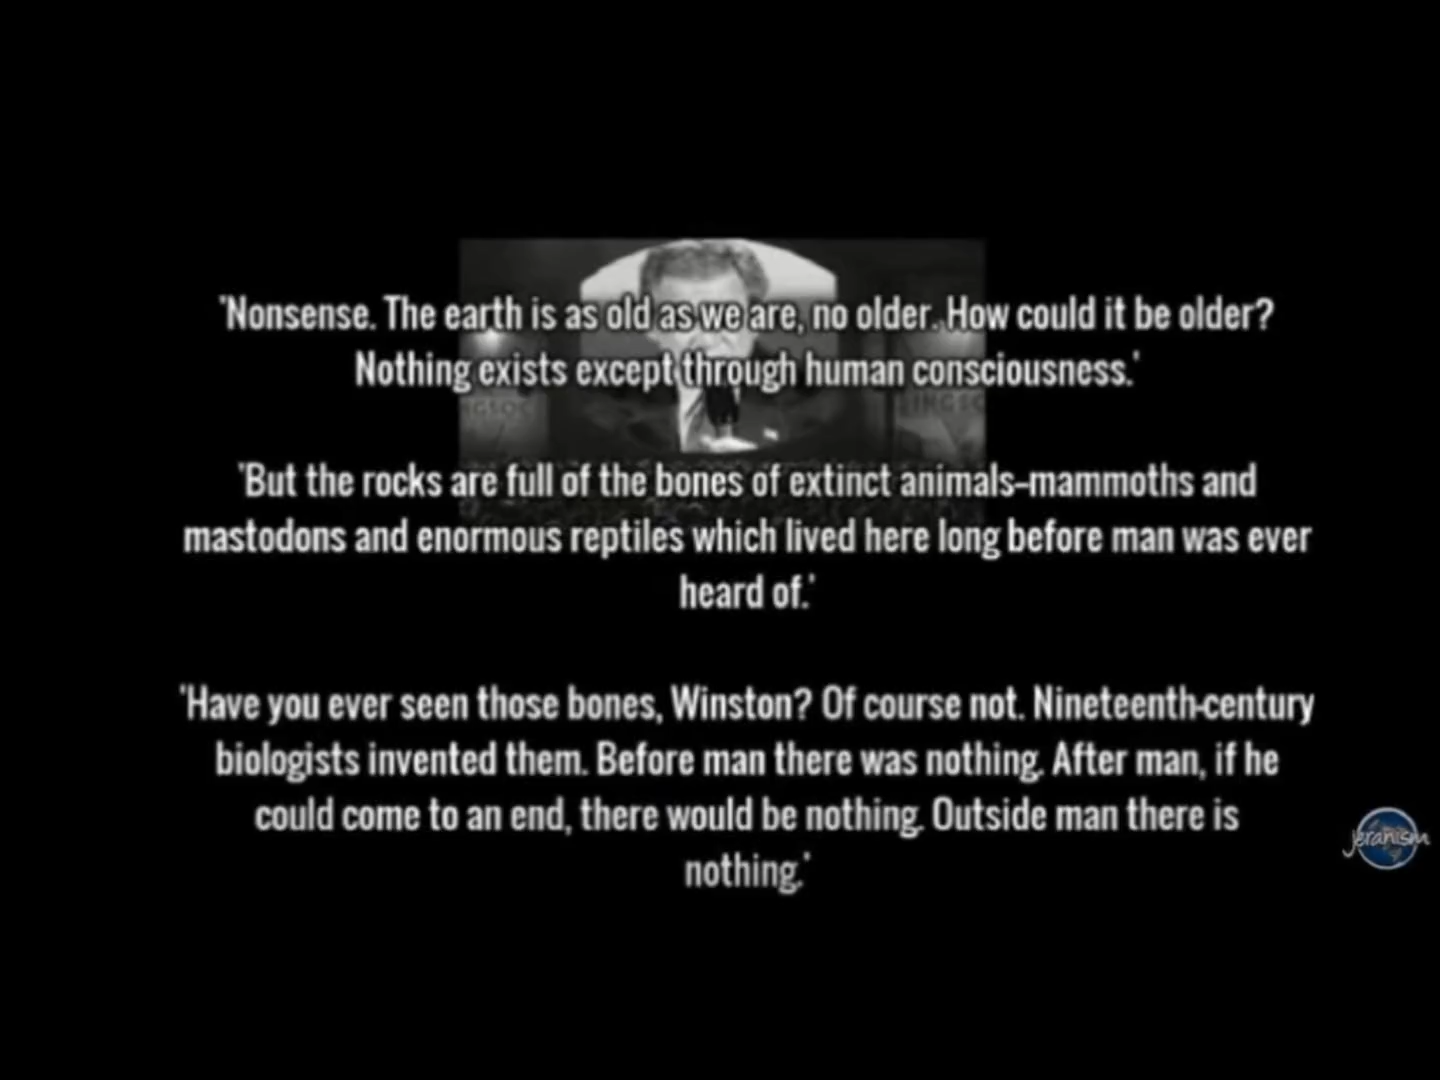 'Nonsense. The earth is as old as we are, no older. How could it be older?
Nothing exists except through human consciousness.'
INGSOC
INGSOC
'But the rocks are full of the bones of extinct animals–mammoths and
mastodons and enormous reptiles which lived here long before man was ever
heard of.'
'Have you ever seen those bones, Winston? Of course not. Nineteenth-century
biologists invented them. Before man there was nothing. After man, if he
could come to an end, there would be nothing. Outside man there is
nothing.'
jeranism